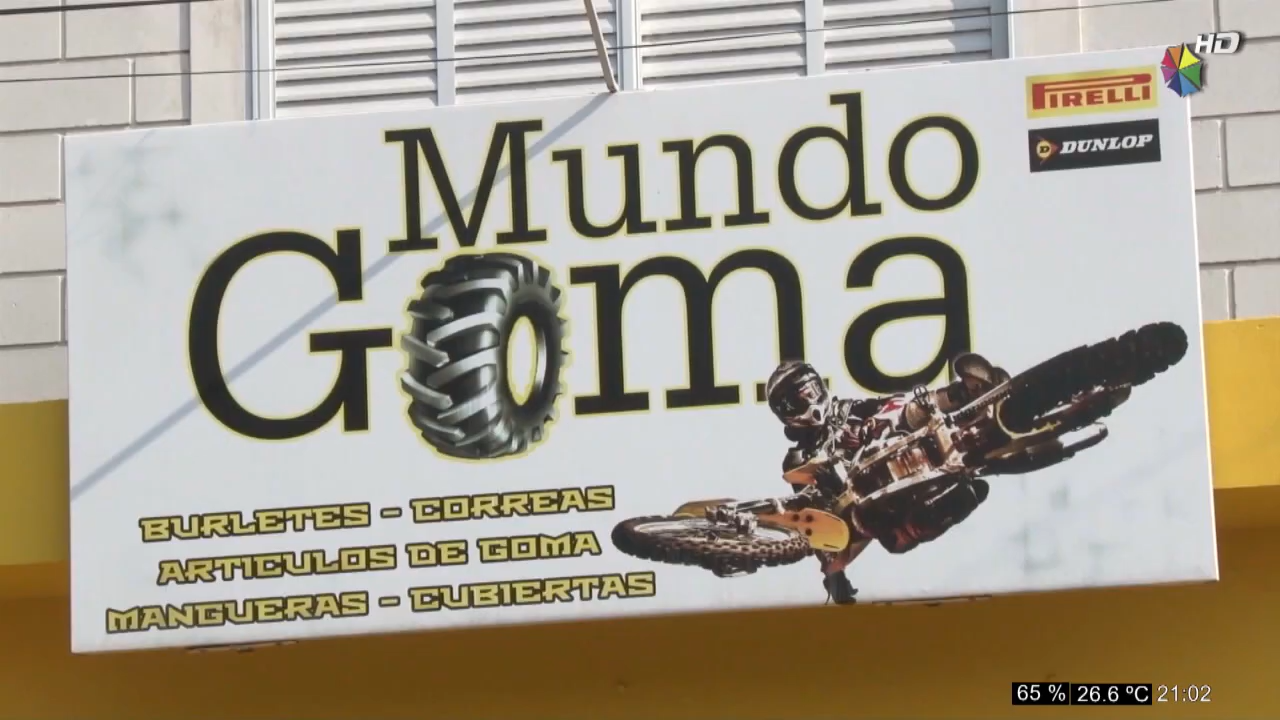 HD
PIRELLI
DUNLOP
Mundo
Goma
BURLETES - CORREAS
ARTICULOS DE GOMA
MANGUERAS - CUBIERTAS
65 % 26.6 ºC 21:02